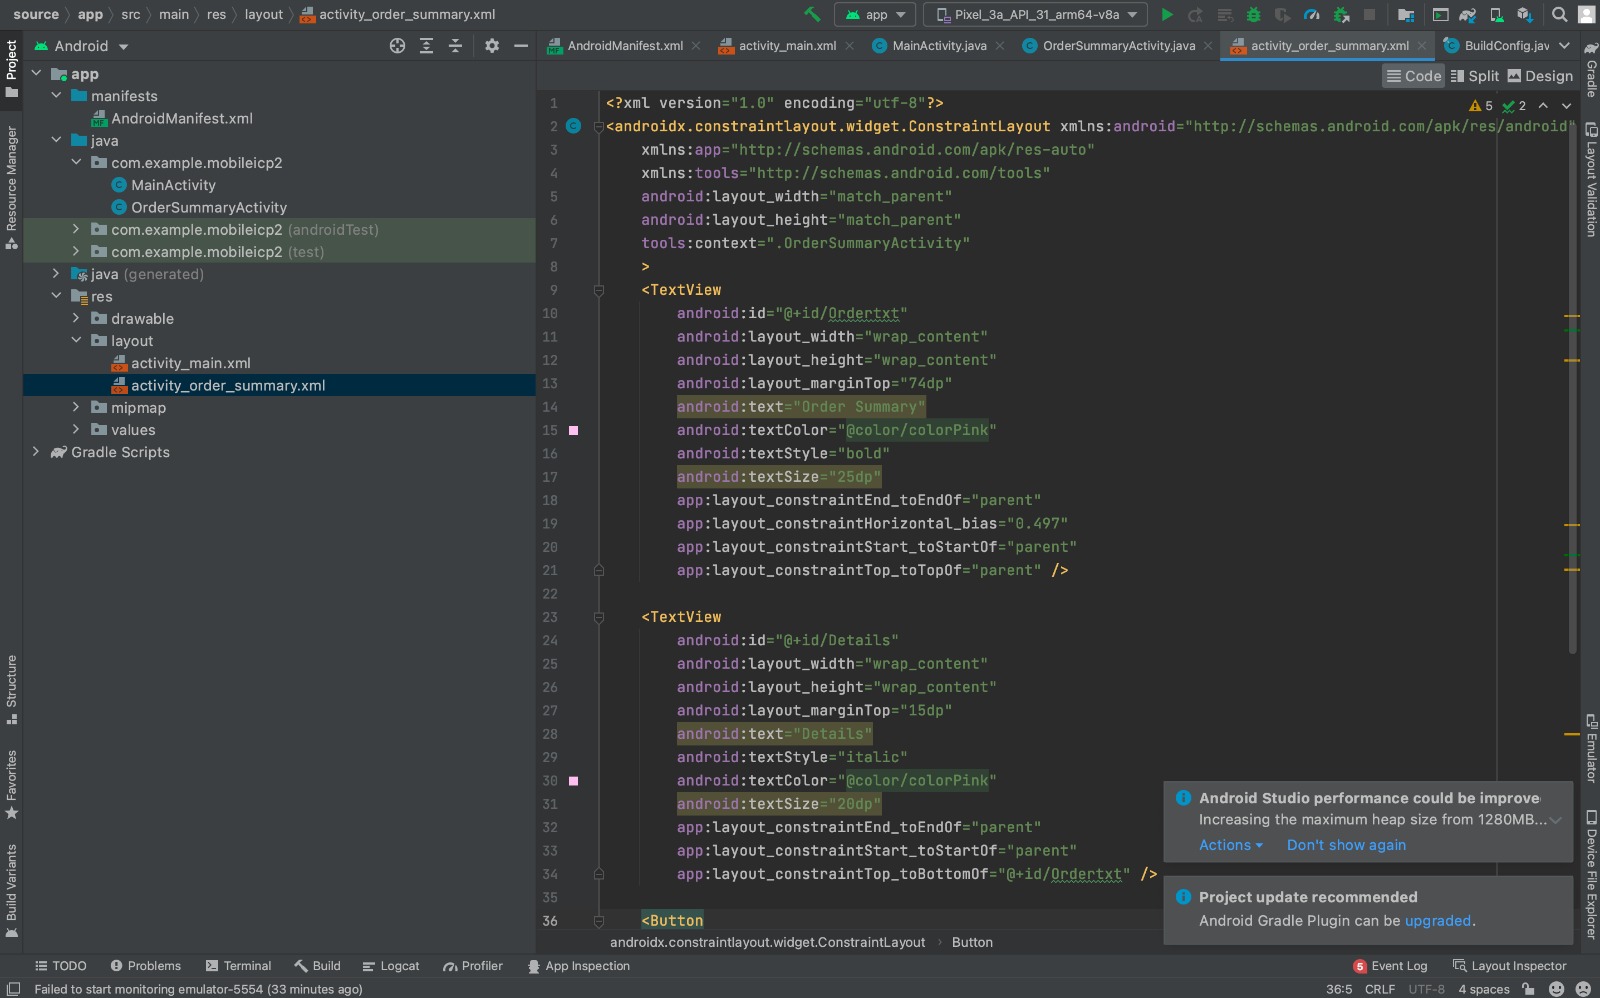 source app src main res layout activity_order_summary.xml
app Pixel_3a_API_31_arm64-v8a
Project
Android
AndroidManifest.xml activity_main.xml MainActivity.java OrderSummaryActivity.java activity_order_summary.xml BuildConfig.jav
Code Split Design
app
manifests
AndroidManifest.xml
java
com.example.mobileicp2
MainActivity
OrderSummaryActivity
com.example.mobileicp2 (androidTest)
com.example.mobileicp2 (test)
java (generated)
res
drawable
layout
activity_main.xml
activity_order_summary.xml
mipmap
values
Gradle Scripts
Resource Manager
Structure
Favorites
Build Variants
5 2
1 <?xml version="1.0" encoding="utf-8"?>
2 <androidx.constraintlayout.widget.ConstraintLayout xmlns:android="http://schemas.android.com/apk/res/android"
3 xmlns:app="http://schemas.android.com/apk/res-auto"
4 xmlns:tools="http://schemas.android.com/tools"
5 android:layout_width="match_parent"
6 android:layout_height="match_parent"
7 tools:context=".OrderSummaryActivity"
8 >
9 <TextView
10 android:id="@+id/Ordertxt"
11 android:layout_width="wrap_content"
12 android:layout_height="wrap_content"
13 android:layout_marginTop="74dp"
14 android:text="Order Summary"
15 android:textColor="@color/colorPink"
16 android:textStyle="bold"
17 android:textSize="25dp"
18 app:layout_constraintEnd_toEndOf="parent"
19 app:layout_constraintHorizontal_bias="0.497"
20 app:layout_constraintStart_toStartOf="parent"
21 app:layout_constraintTop_toTopOf="parent" />
22
23 <TextView
24 android:id="@+id/Details"
25 android:layout_width="wrap_content"
26 android:layout_height="wrap_content"
27 android:layout_marginTop="15dp"
28 android:text="Details"
29 android:textStyle="italic"
30 android:textColor="@color/colorPink"
31 android:textSize="20dp"
32 app:layout_constraintEnd_toEndOf="parent"
33 app:layout_constraintStart_toStartOf="parent"
34 app:layout_constraintTop_toBottomOf="@+id/Ordertxt" />
35
36 <Button
androidx.constraintlayout.widget.ConstraintLayout Button
Gradle
Layout Validation
Emulator
Device File Explorer
Android Studio performance could be improve
Increasing the maximum heap size from 1280MB...
Actions Don't show again
Project update recommended
Android Gradle Plugin can be upgraded.
TODO Problems Terminal Build Logcat Profiler App Inspection 5 Event Log Layout Inspector
Failed to start monitoring emulator-5554 (33 minutes ago) 36:5 CRLF UTF-8 4 spaces